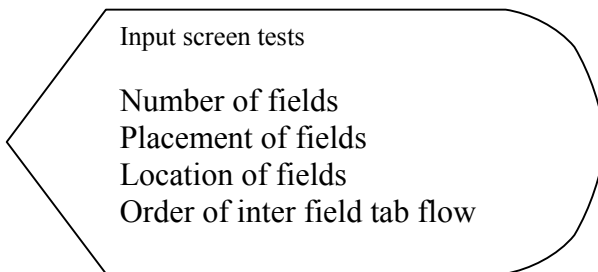 Input screen tests
Number of fields
Placement of fields
Location of fields
Order of inter field tab flow